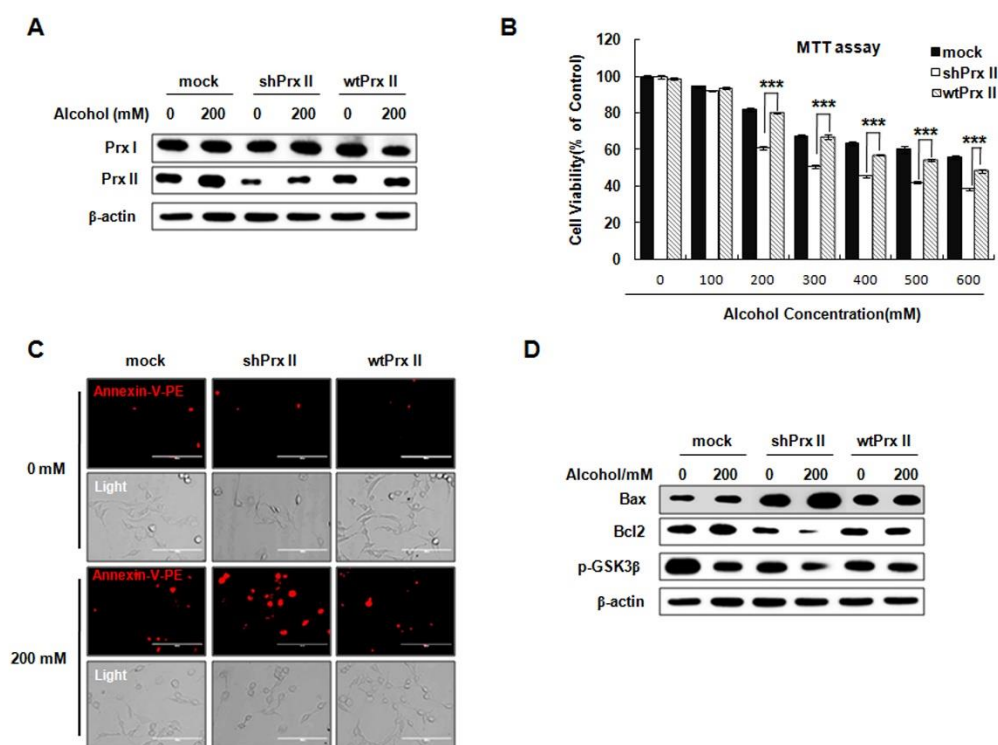 A
mock shPrx II wtPrx II
Alcohol (mM) 0 200 0 200 0 200
Prx I
Prx II
β-actin
B
MTT assay
mock
shPrx II
wtPrx II
Cell Viability(% of Control)
120
100
80
60
40
20
0
*** *** *** *** ***
0 100 200 300 400 500 600
Alcohol Concentration(mM)
C
mock shPrx II wtPrx II
Annexin-V-PE
0 mM
Light
Annexin-V-PE
200 mM
Light
D
mock shPrx II wtPrx II
Alcohol/mM 0 200 0 200 0 200
Bax
Bcl2
p-GSK3β
β-actin